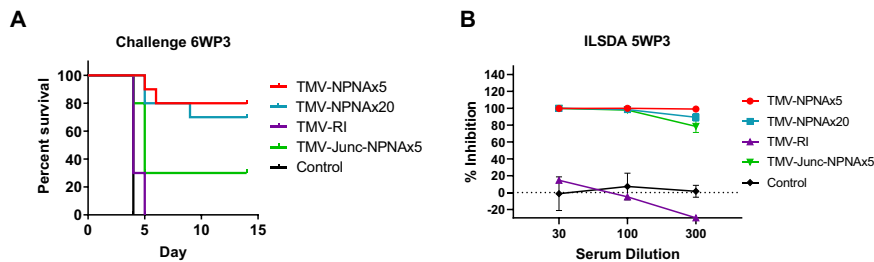 A
Challenge 6WP3
Percent survival
100
80
60
40
20
0
0 5 10 15
Day
TMV-NPNAx5
TMV-NPNAx20
TMV-RI
TMV-Junc-NPNAx5
Control
B
ILSDA 5WP3
% Inhibition
140
120
100
80
60
40
20
0
-20
30 100 300
Serum Dilution
TMV-NPNAx5
TMV-NPNAx20
TMV-RI
TMV-Junc-NPNAx5
Control